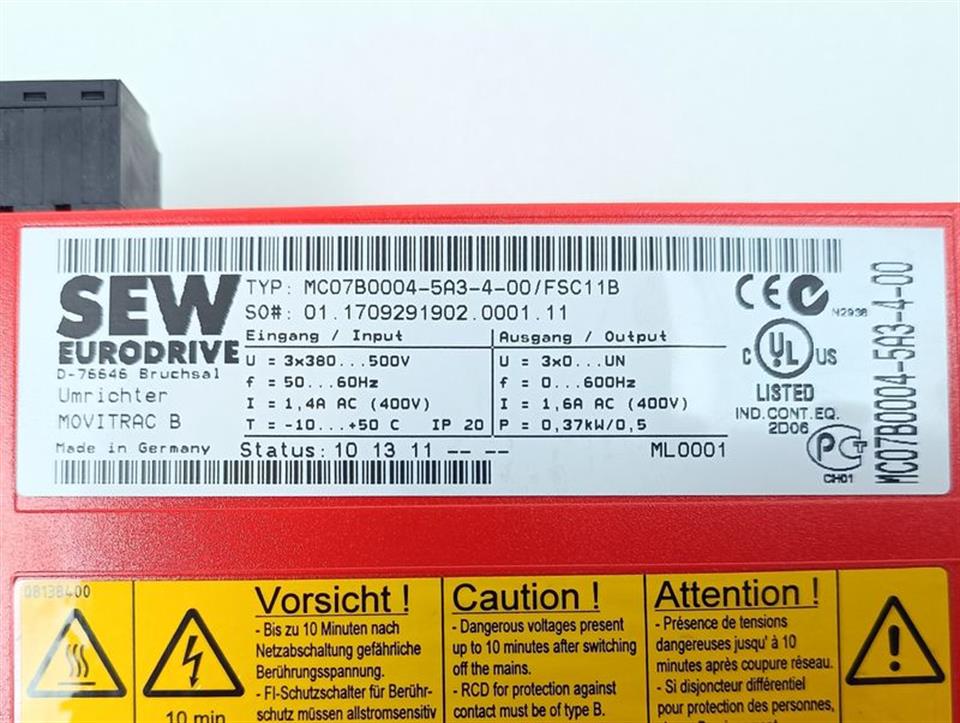 SEW
EURODRIVE
D-76646 Bruchsal
Umrichter
MOVITRAC B
Made in Germany
TYP: MC07B0004-5A3-4-00/FSC11B
SO#: 01.1709291902.0001.11
Eingang / Input
U = 3x380...500V
f = 50...60Hz
I = 1,4A AC (400V)
T = -10...+50 C IP 20
Ausgang / Output
U = 3x0...UN
f = 0...600Hz
I = 1,6A AC (400V)
P = 0,37kW/0,5
Status: 10 13 11 -- --
ML0001
CE
N2936
C UL US
LISTED
IND.CONT.EQ.
2D06
PCT
CH01
MC07B0004-5A3-4-00
08138400
10 min
Vorsicht !
- Bis zu 10 Minuten nach
Netzabschaltung gefährliche
Berührungsspannung.
- FI-Schutzschalter für Berühr-
schutz müssen allstromsensitiv
Caution !
- Dangerous voltages present
up to 10 minutes after switching
off the mains.
- RCD for protection against
contact must be of type B.
Attention !
- Présence de tensions
dangereuses jusqu' à 10
minutes après coupure réseau.
- Si disjoncteur différentiel
pour protection des personnes,